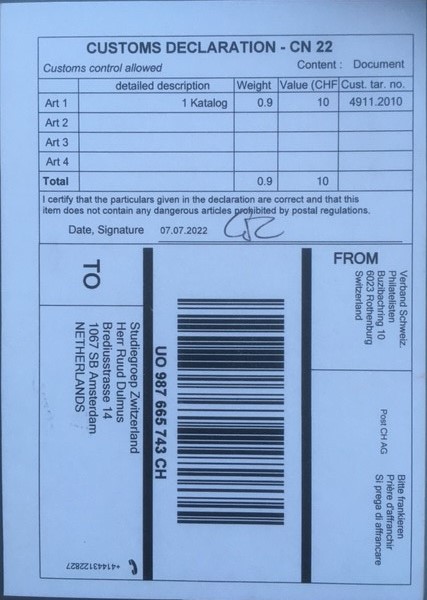 CUSTOMS DECLARATION - CN 22
Customs control allowed Content : Document
detailed description Weight Value (CHF Cust. tar. no.
Art 1 1 Katalog 0.9 10 4911.2010
Art 2
Art 3
Art 4
Total 0.9 10
I certify that the particulars given in the declaration are correct and that this
item does not contain any dangerous articles prohibited by postal regulations.
Date, Signature 07.07.2022
FROM
Verband Schweiz.
Philatelisten
Buzibachring 10
6023 Rothenburg
Switzerland
Post CH AG
Bitte frankieren
Prière d'affranchir
Si prega di affrancare
UO 987 665 743 CH
TO
Studiegroep Zwitzerland
Herr Ruud Dulmus
Brediusstrasse 14
1067 SB Amsterdam
NETHERLANDS
+41443122827